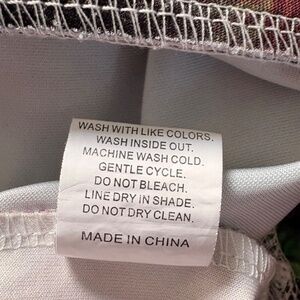 WASH WITH LIKE COLORS.
WASH INSIDE OUT.
MACHINE WASH COLD.
GENTLE CYCLE.
DO NOT BLEACH.
LINE DRY IN SHADE.
DO NOT DRY CLEAN.
MADE IN CHINA